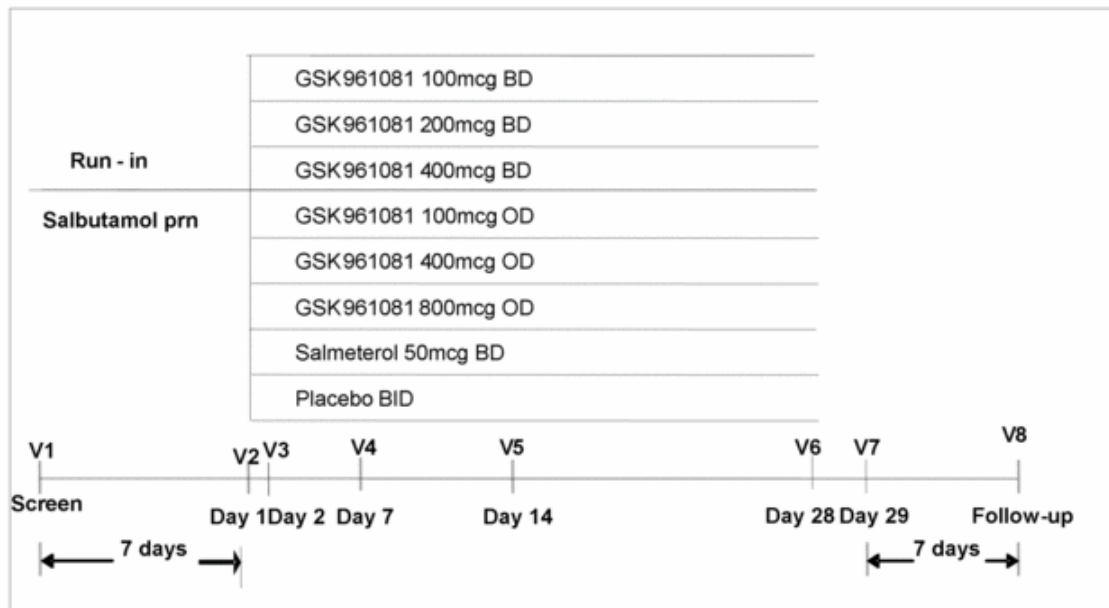 GSK961081 100mcg BD
GSK961081 200mcg BD
Run - in
GSK961081 400mcg BD
Salbutamol prn
GSK961081 100mcg OD
GSK961081 400mcg OD
GSK961081 800mcg OD
Salmeterol 50mcg BD
Placebo BID
V1 V2 V3 V4 V5 V6 V7 V8
Screen Day 1 Day 2 Day 7 Day 14 Day 28 Day 29 Follow-up
7 days 7 days